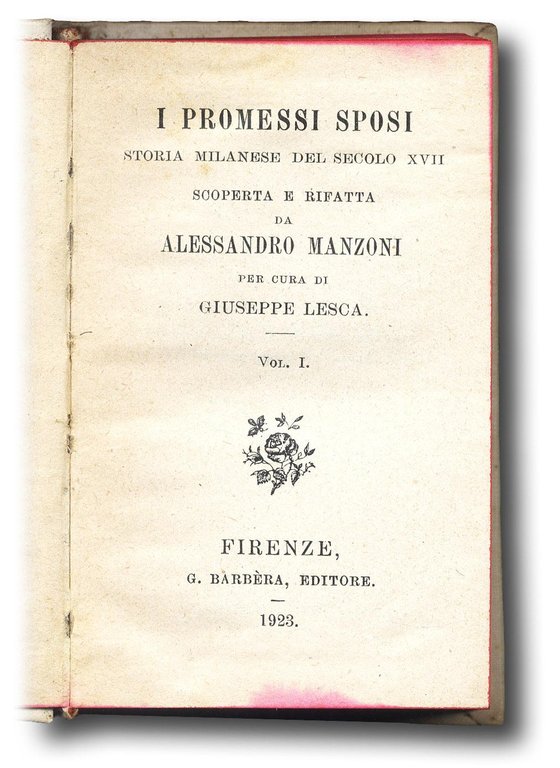 I PROMESSI SPOSI
STORIA MILANESE DEL SECOLO XVII
SCOPERTA E RIFATTA
DA
ALESSANDRO MANZONI
PER CURA DI
GIUSEPPE LESCA.
VOL. I.
FIRENZE,
G. BARBÈRA, EDITORE.
1923.